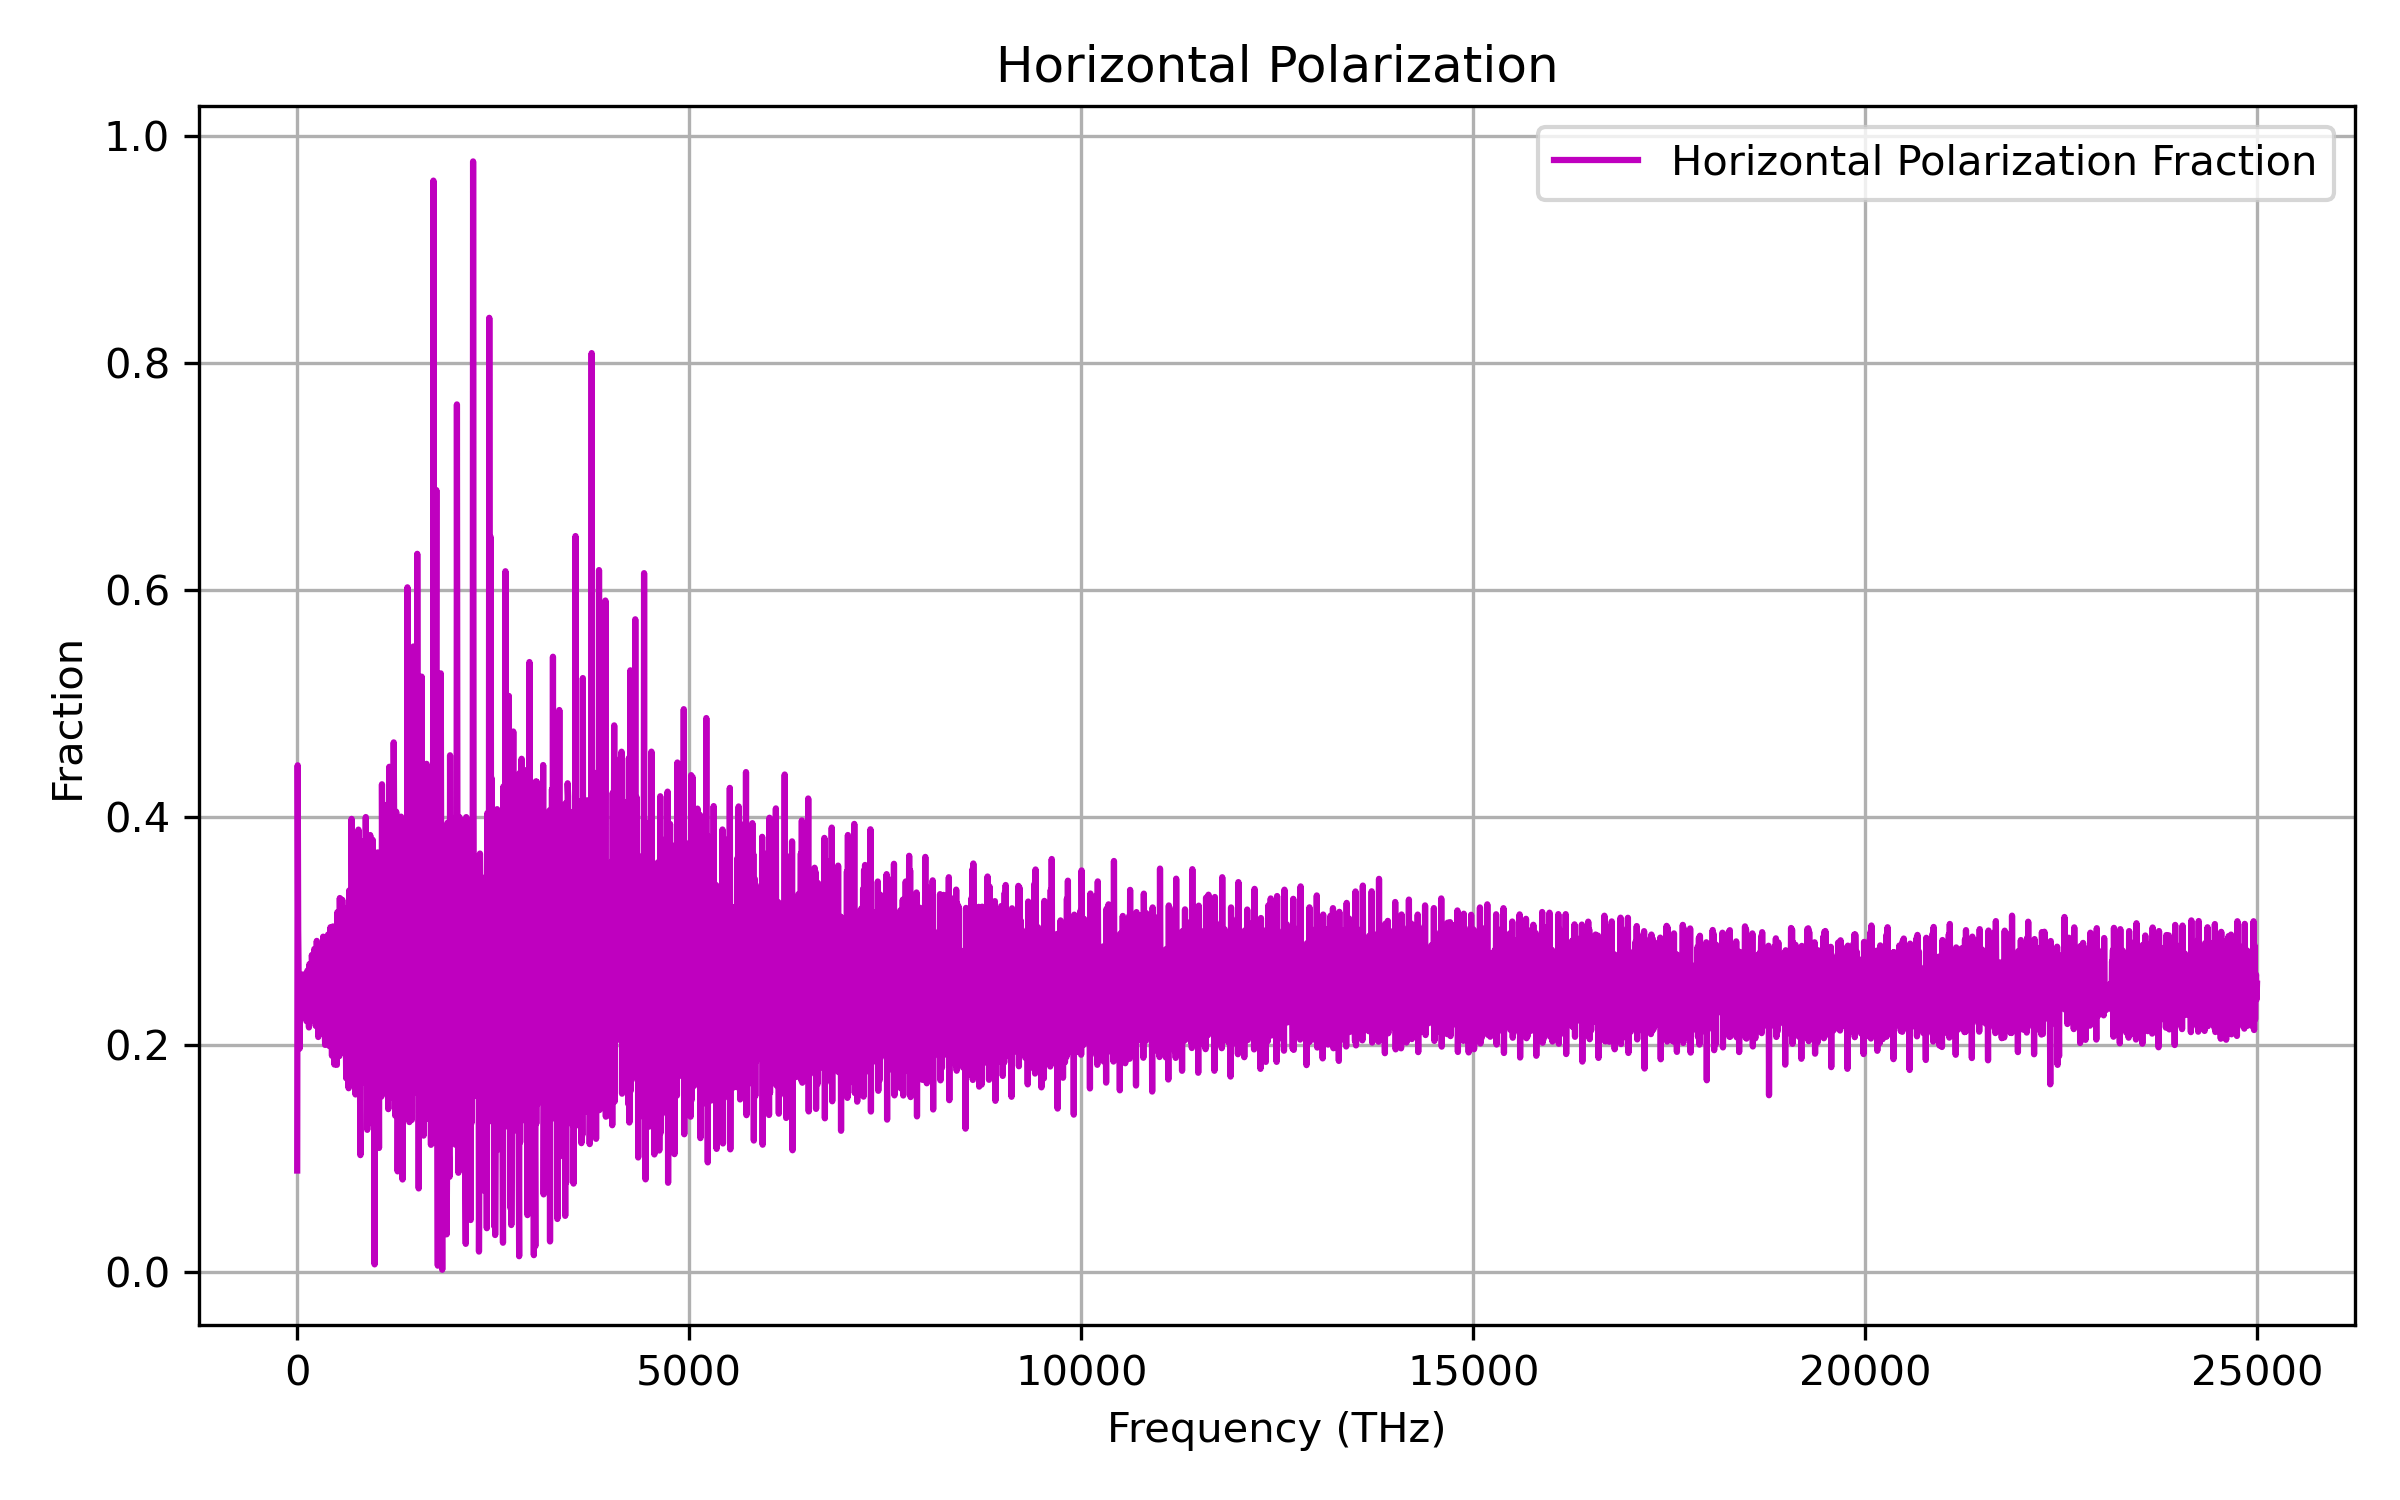 Horizontal Polarization
Horizontal Polarization Fraction
1.0
0.8
0.6
0.4
0.2
0.0
Fraction
0 5000 10000 15000 20000 25000
Frequency (THz)